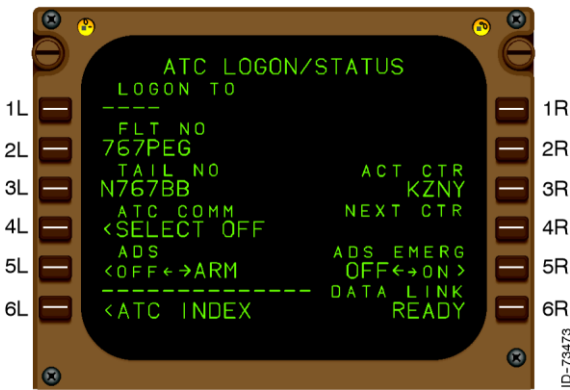 ATC LOGON/STATUS
LOGON TO
----
FLT NO
767PEG
TAIL NO ACT CTR
N767BB KZNY
ATC COMM NEXT CTR
<SELECT OFF
ADS ADS EMERG
<OFF←→ARM OFF←→ON>
--------------- DATA LINK
<ATC INDEX READY
1L
2L
3L
4L
5L
6L
1R
2R
3R
4R
5R
6R
ID-73473